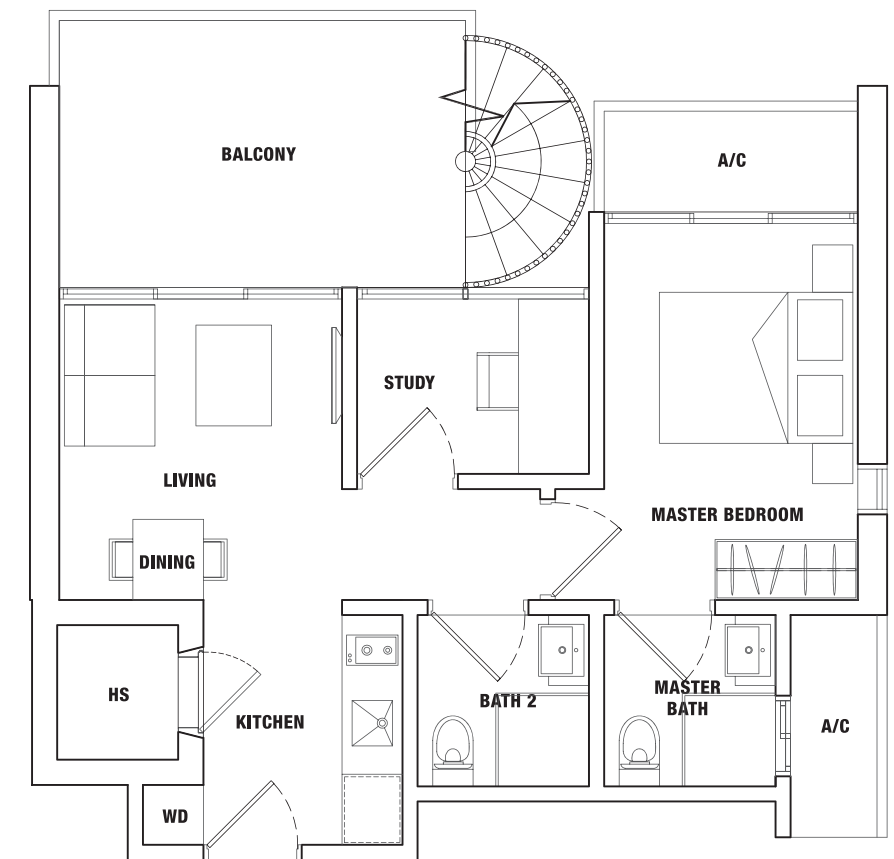 BALCONY
A/C
STUDY
LIVING
MASTER BEDROOM
DINING
HS
BATH 2
MASTER
BATH
KITCHEN
A/C
WD